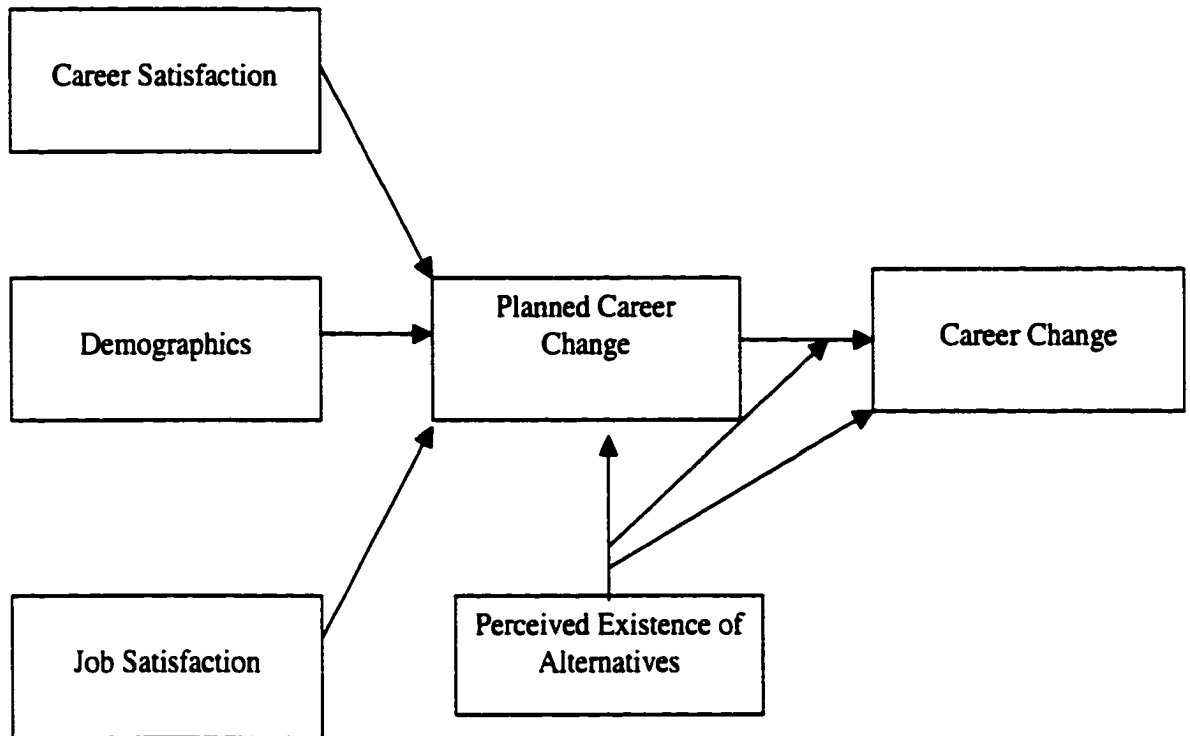 Career Satisfaction
Demographics
Planned Career
Change
Career Change
Job Satisfaction
Perceived Existence of
Alternatives